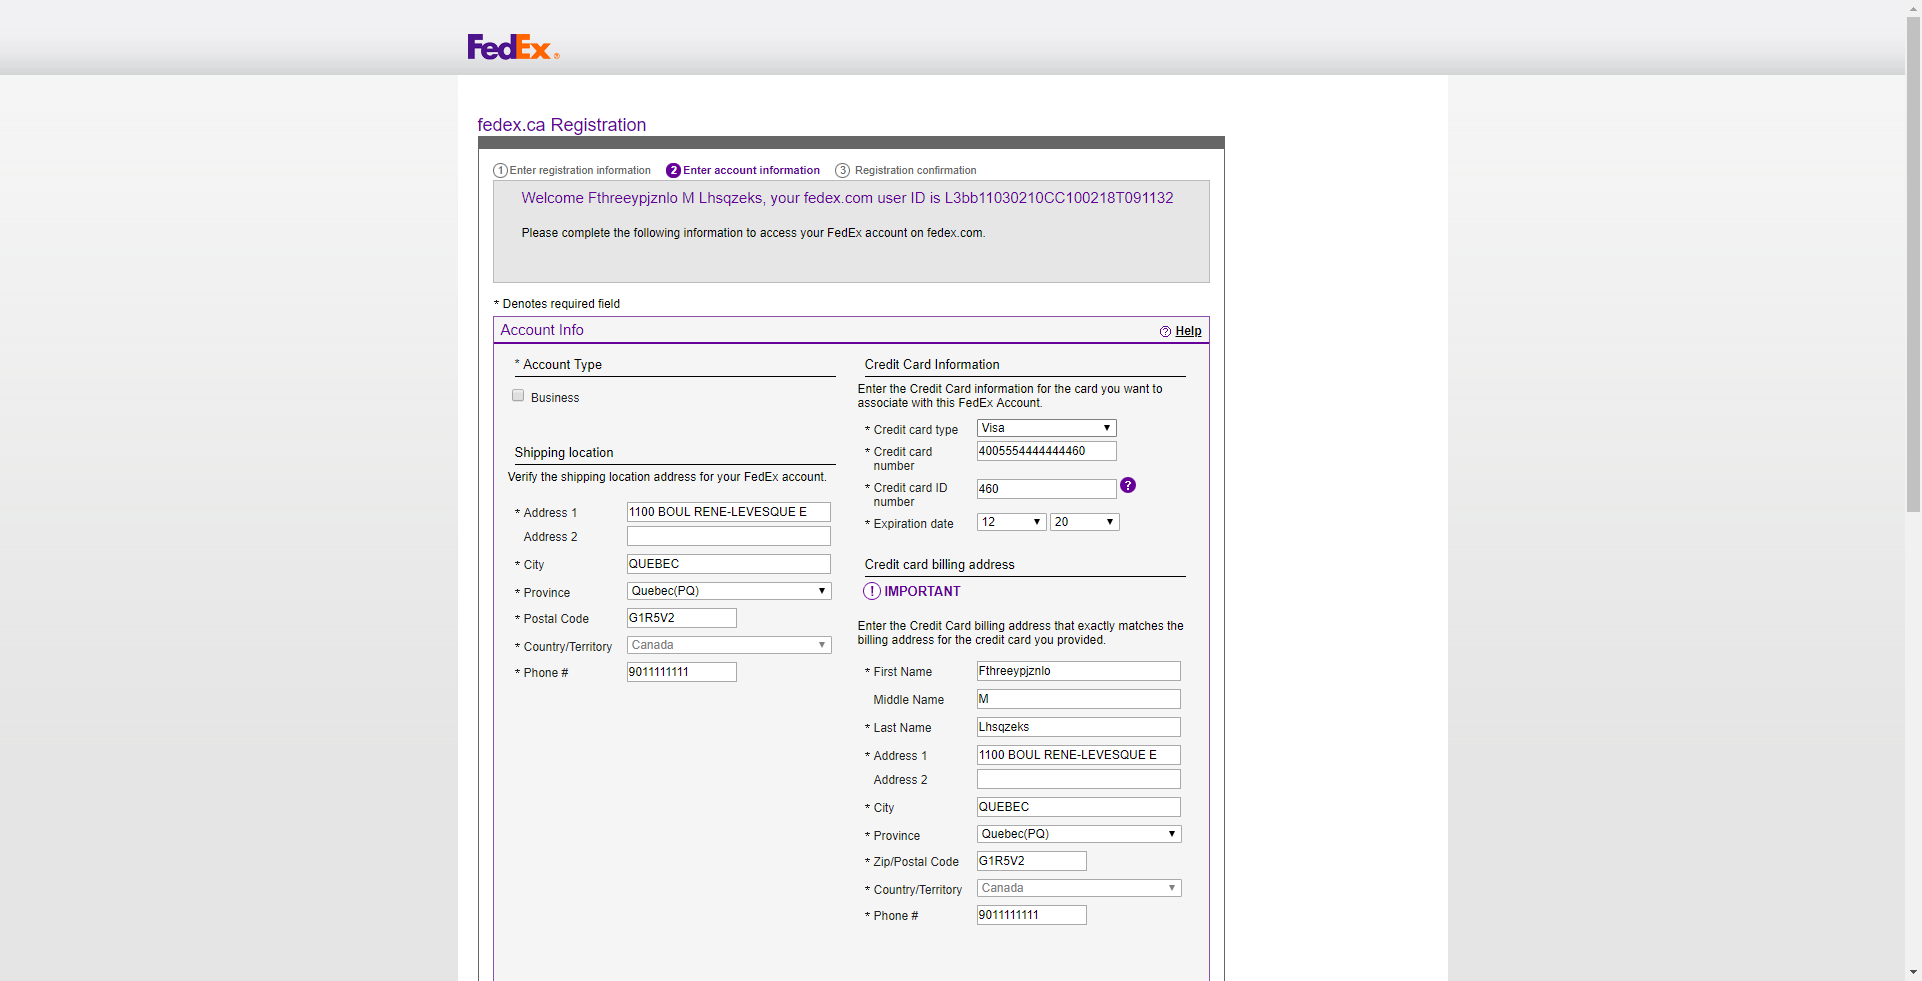 FedEx®
fedex.ca Registration
1 Enter registration information 2 Enter account information 3 Registration confirmation
Welcome Fthreeypjznlo M Lhsqzeks, your fedex.com user ID is L3bb11030210CC100218T091132
Please complete the following information to access your FedEx account on fedex.com.
* Denotes required field
Account Info
? Help
* Account Type
Business
Shipping location
Verify the shipping location address for your FedEx account.
* Address 1 1100 BOUL RENE-LEVESQUE E
Address 2
* City QUEBEC
* Province Quebec(PQ)
* Postal Code G1R5V2
* Country/Territory Canada
* Phone # 9011111111
Credit Card Information
Enter the Credit Card information for the card you want to
associate with this FedEx Account.
* Credit card type Visa
* Credit card
number
4005554444444460
* Credit card ID
number
460 ?
* Expiration date 12 20
Credit card billing address
! IMPORTANT
Enter the Credit Card billing address that exactly matches the
billing address for the credit card you provided.
* First Name Fthreeypjznlo
Middle Name M
* Last Name Lhsqzeks
* Address 1 1100 BOUL RENE-LEVESQUE E
Address 2
* City QUEBEC
* Province Quebec(PQ)
* Zip/Postal Code G1R5V2
* Country/Territory Canada
* Phone # 9011111111